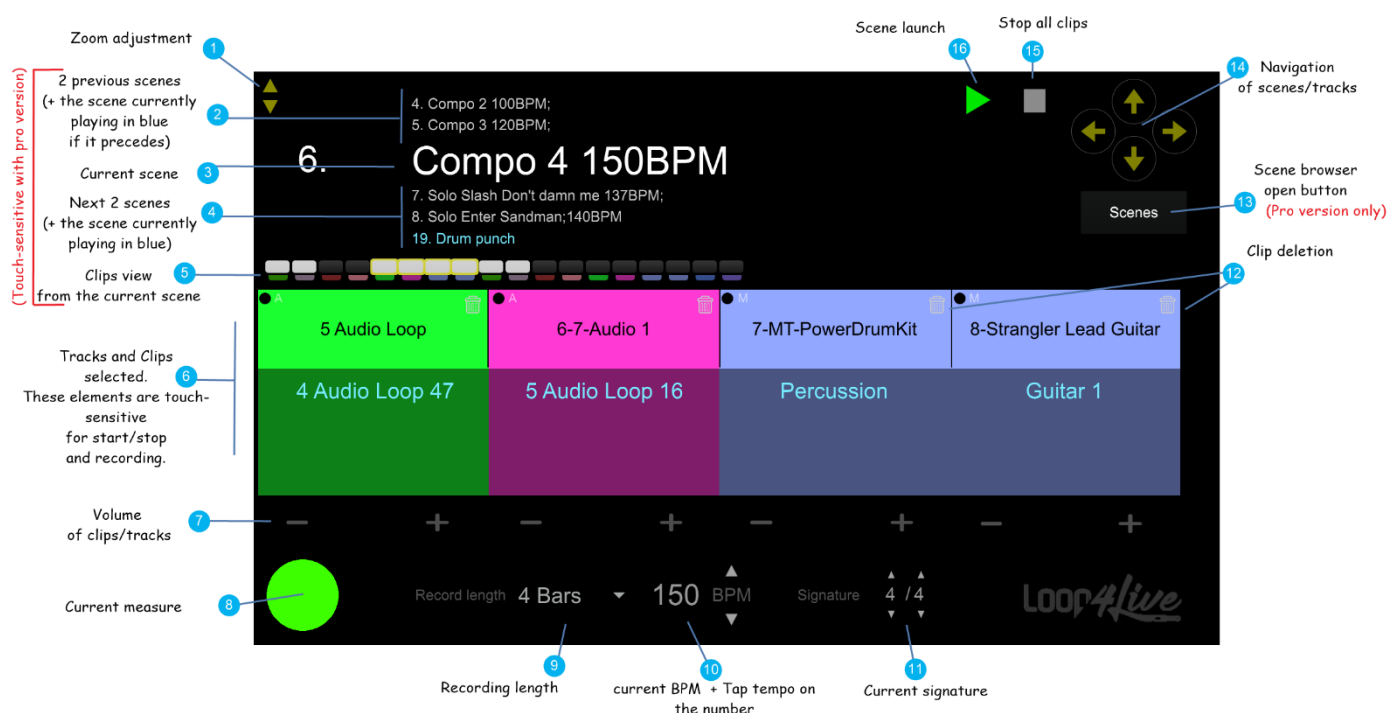 Scene launch
Stop all clips
16
15
Zoom adjustment
1
14
Navigation
of scenes/tracks
(Touch-sensitive with pro version)
2 previous scenes
(+ the scene currently
playing in blue
if it precedes)
2
4. Compo 2 100BPM;
5. Compo 3 120BPM;
6.
Compo 4 150BPM
Current scene
3
Next 2 scenes
(+ the scene currently
playing in blue)
4
7. Solo Slash Don't damn me 137BPM;
8. Solo Enter Sandman;140BPM
19. Drum punch
Scene browser
open button
(Pro version only)
13
Scenes
Clips view
from the current scene
5
Clip deletion
12
A
A
M
M
5 Audio Loop
6-7-Audio 1
7-MT-PowerDrumKit
8-Strangler Lead Guitar
Tracks and Clips
selected.
These elements are touch-
sensitive
for start/stop
and recording.
6
4 Audio Loop 47
5 Audio Loop 16
Percussion
Guitar 1
Volume
of clips/tracks
7
− + − + − + − +
Current measure
8
Record length
4 Bars
150
BPM
Signature
4 / 4
Loop4Live
9
10
11
Recording length
current BPM + Tap tempo on
the number
Current signature